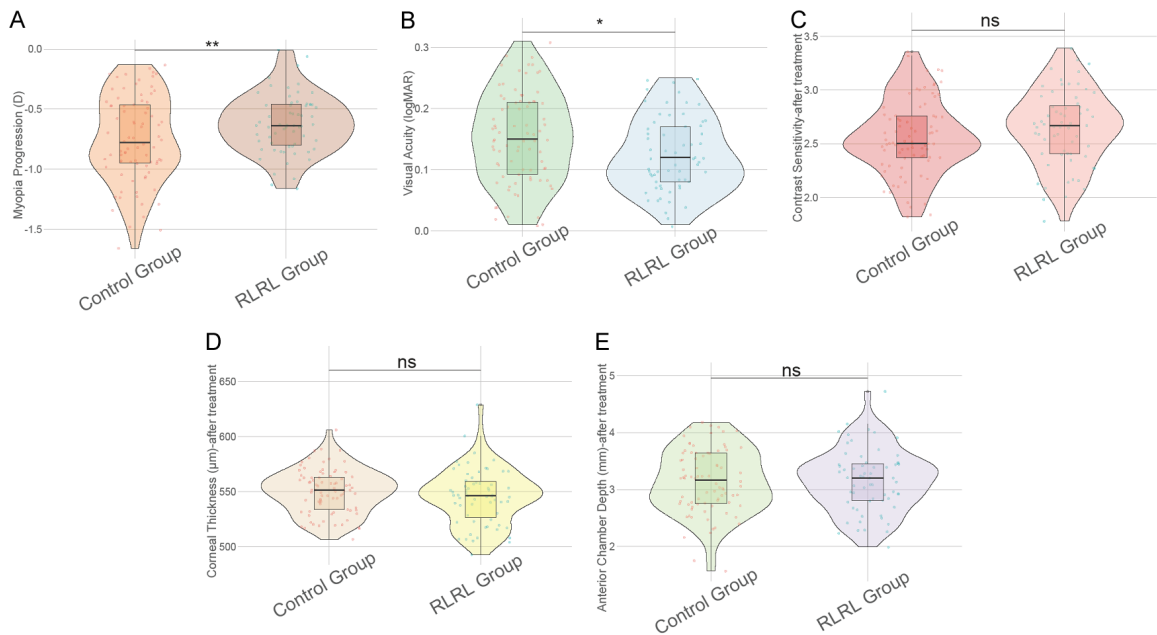 A
**
Myopia Progression (D)
0.0
-0.5
-1.0
-1.5
Control Group
RLRL Group
B
*
Visual Acuity (logMAR)
0.3
0.2
0.1
0.0
Control Group
RLRL Group
C
ns
Contrast Sensitivity-after treatment
3.5
3.0
2.5
2.0
Control Group
RLRL Group
D
ns
Corneal Thickness (μm)-after treatment
650
600
550
500
Control Group
RLRL Group
E
ns
Anterior Chamber Depth (mm)-after treatment
5
4
3
2
Control Group
RLRL Group